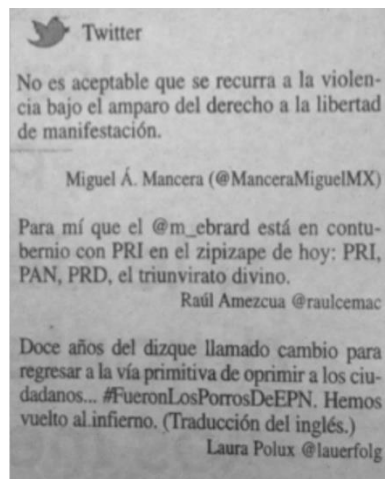 Twitter
No es aceptable que se recurra a la violen-
cia bajo el amparo del derecho a la libertad
de manifestación.
Miguel Á. Mancera (@ManceraMiguelMX)
Para mí que el @m_ebrard está en contu-
bernio con PRI en el zipizape de hoy: PRI,
PAN, PRD, el triunvirato divino.
Raúl Amezcua @raulcemac
Doce años del dizque llamado cambio para
regresar a la vía primitiva de oprimir a los ciu-
dadanos... #FueronLosPorrosDeEPN. Hemos
vuelto al infierno. (Traducción del inglés.)
Laura Polux @lauerfolg